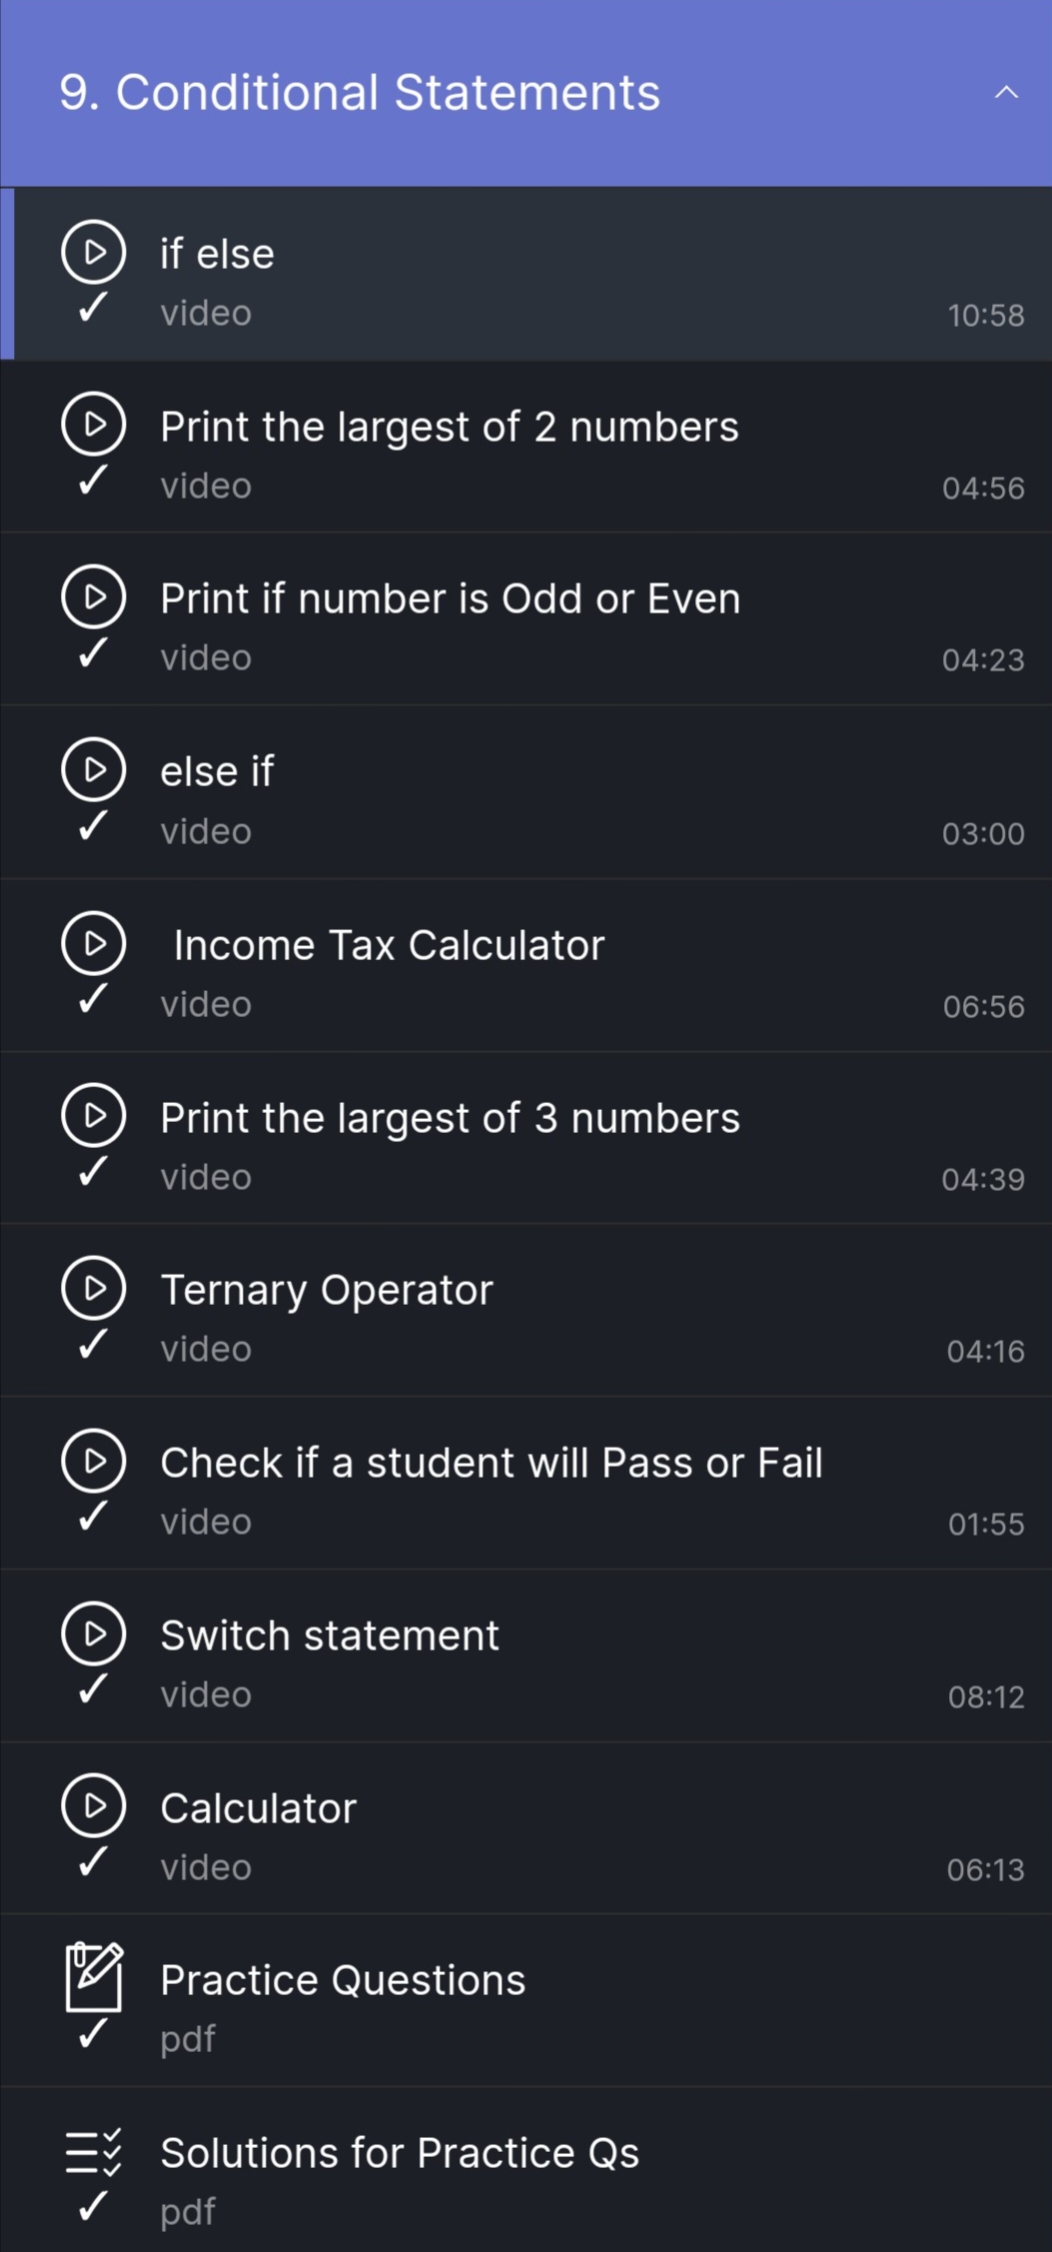 9. Conditional Statements
if else
video
10:58
Print the largest of 2 numbers
video
04:56
Print if number is Odd or Even
video
04:23
else if
video
03:00
Income Tax Calculator
video
06:56
Print the largest of 3 numbers
video
04:39
Ternary Operator
video
04:16
Check if a student will Pass or Fail
video
01:55
Switch statement
video
08:12
Calculator
video
06:13
Practice Questions
pdf
Solutions for Practice Qs
pdf